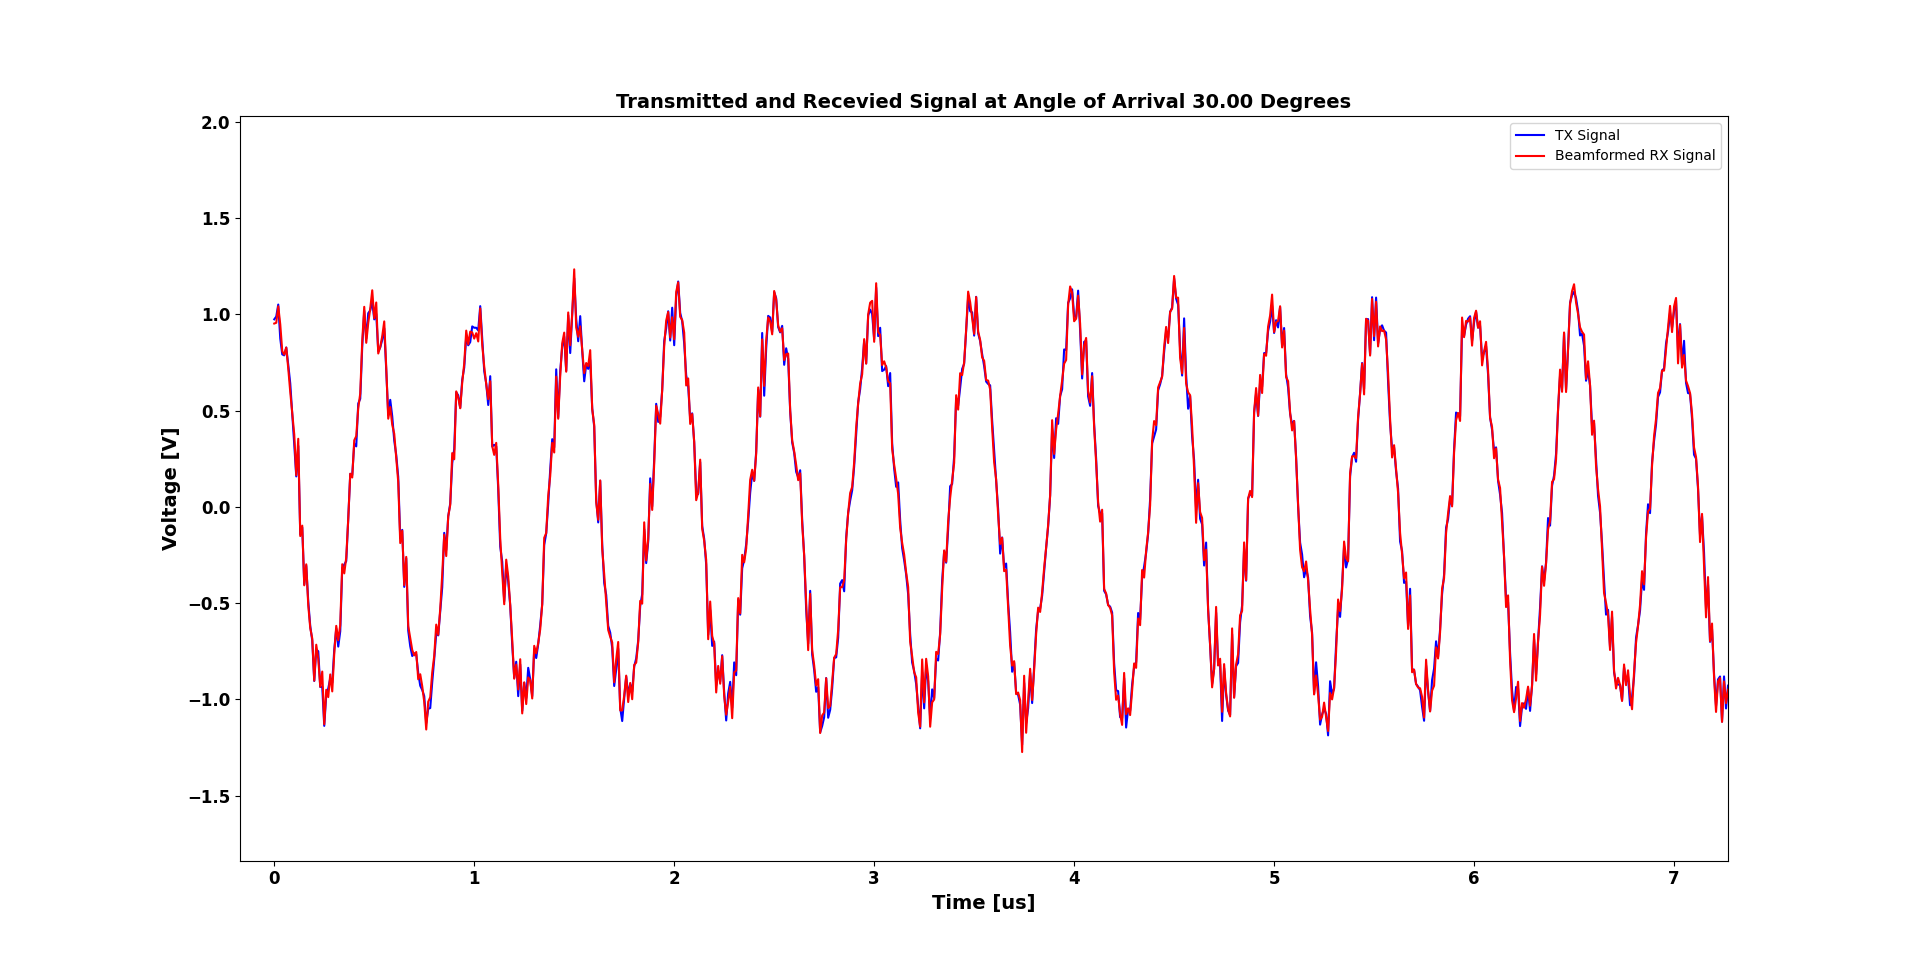 Transmitted and Recevied Signal at Angle of Arrival 30.00 Degrees
TX Signal
Beamformed RX Signal
2.0
1.5
1.0
0.5
0.0
−0.5
−1.0
−1.5
Voltage [V]
0 1 2 3 4 5 6 7
Time [us]